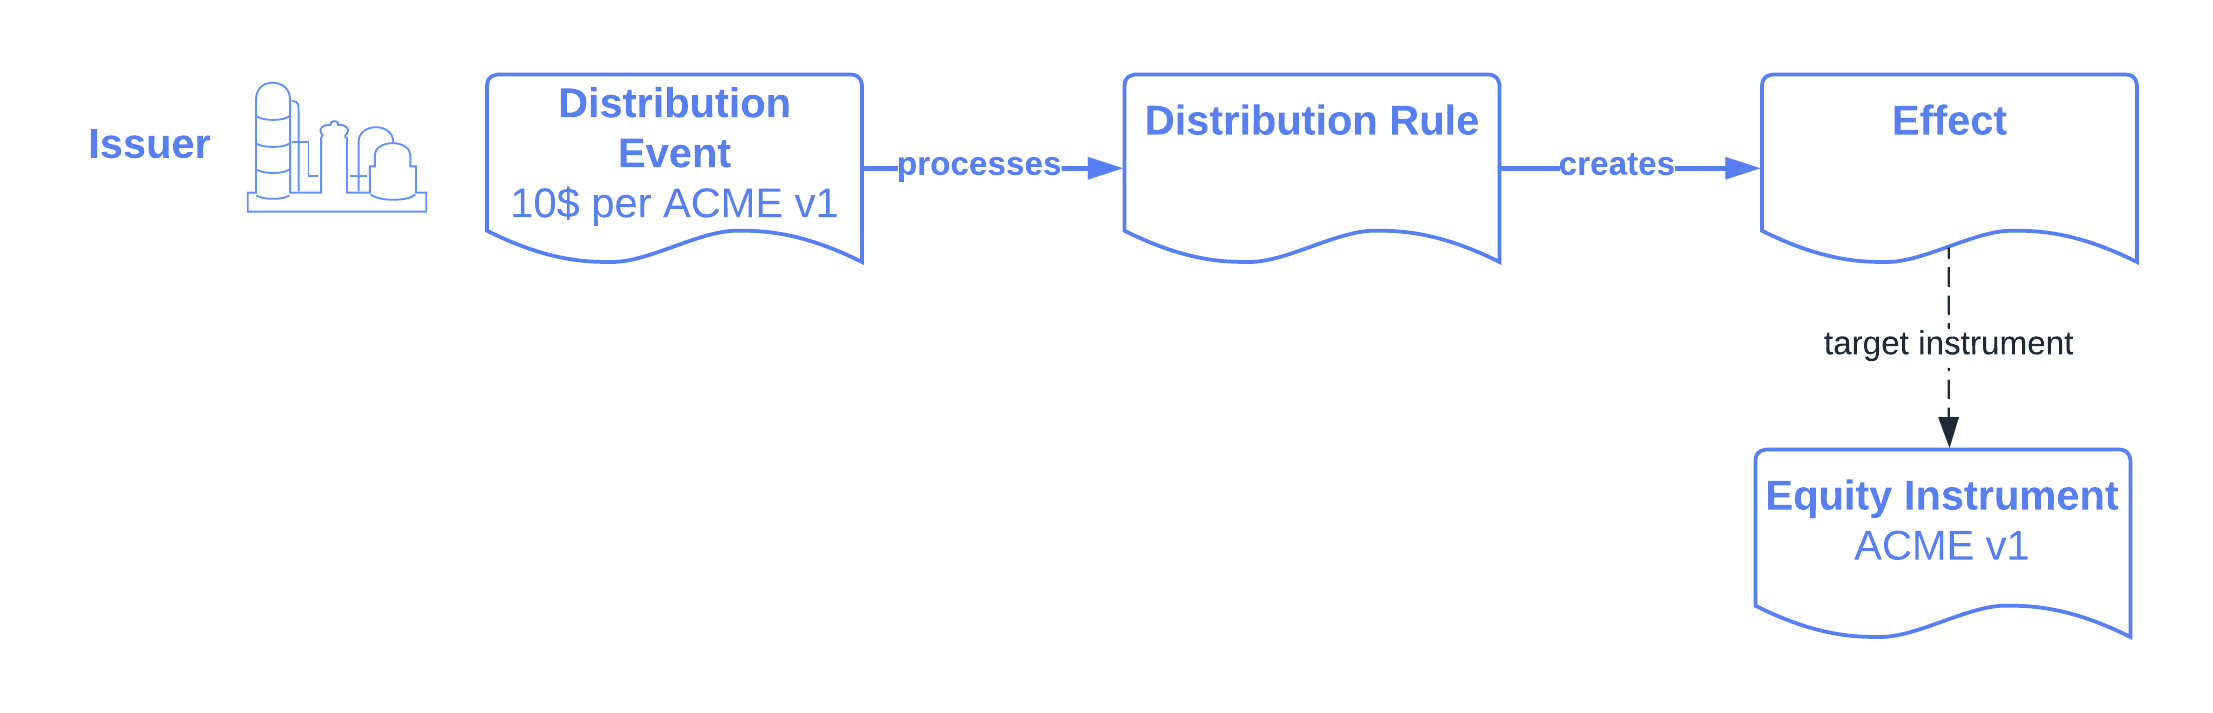 Issuer
Distribution
Event
10$ per ACME v1
processes
Distribution Rule
creates
Effect
target instrument
Equity Instrument
ACME v1